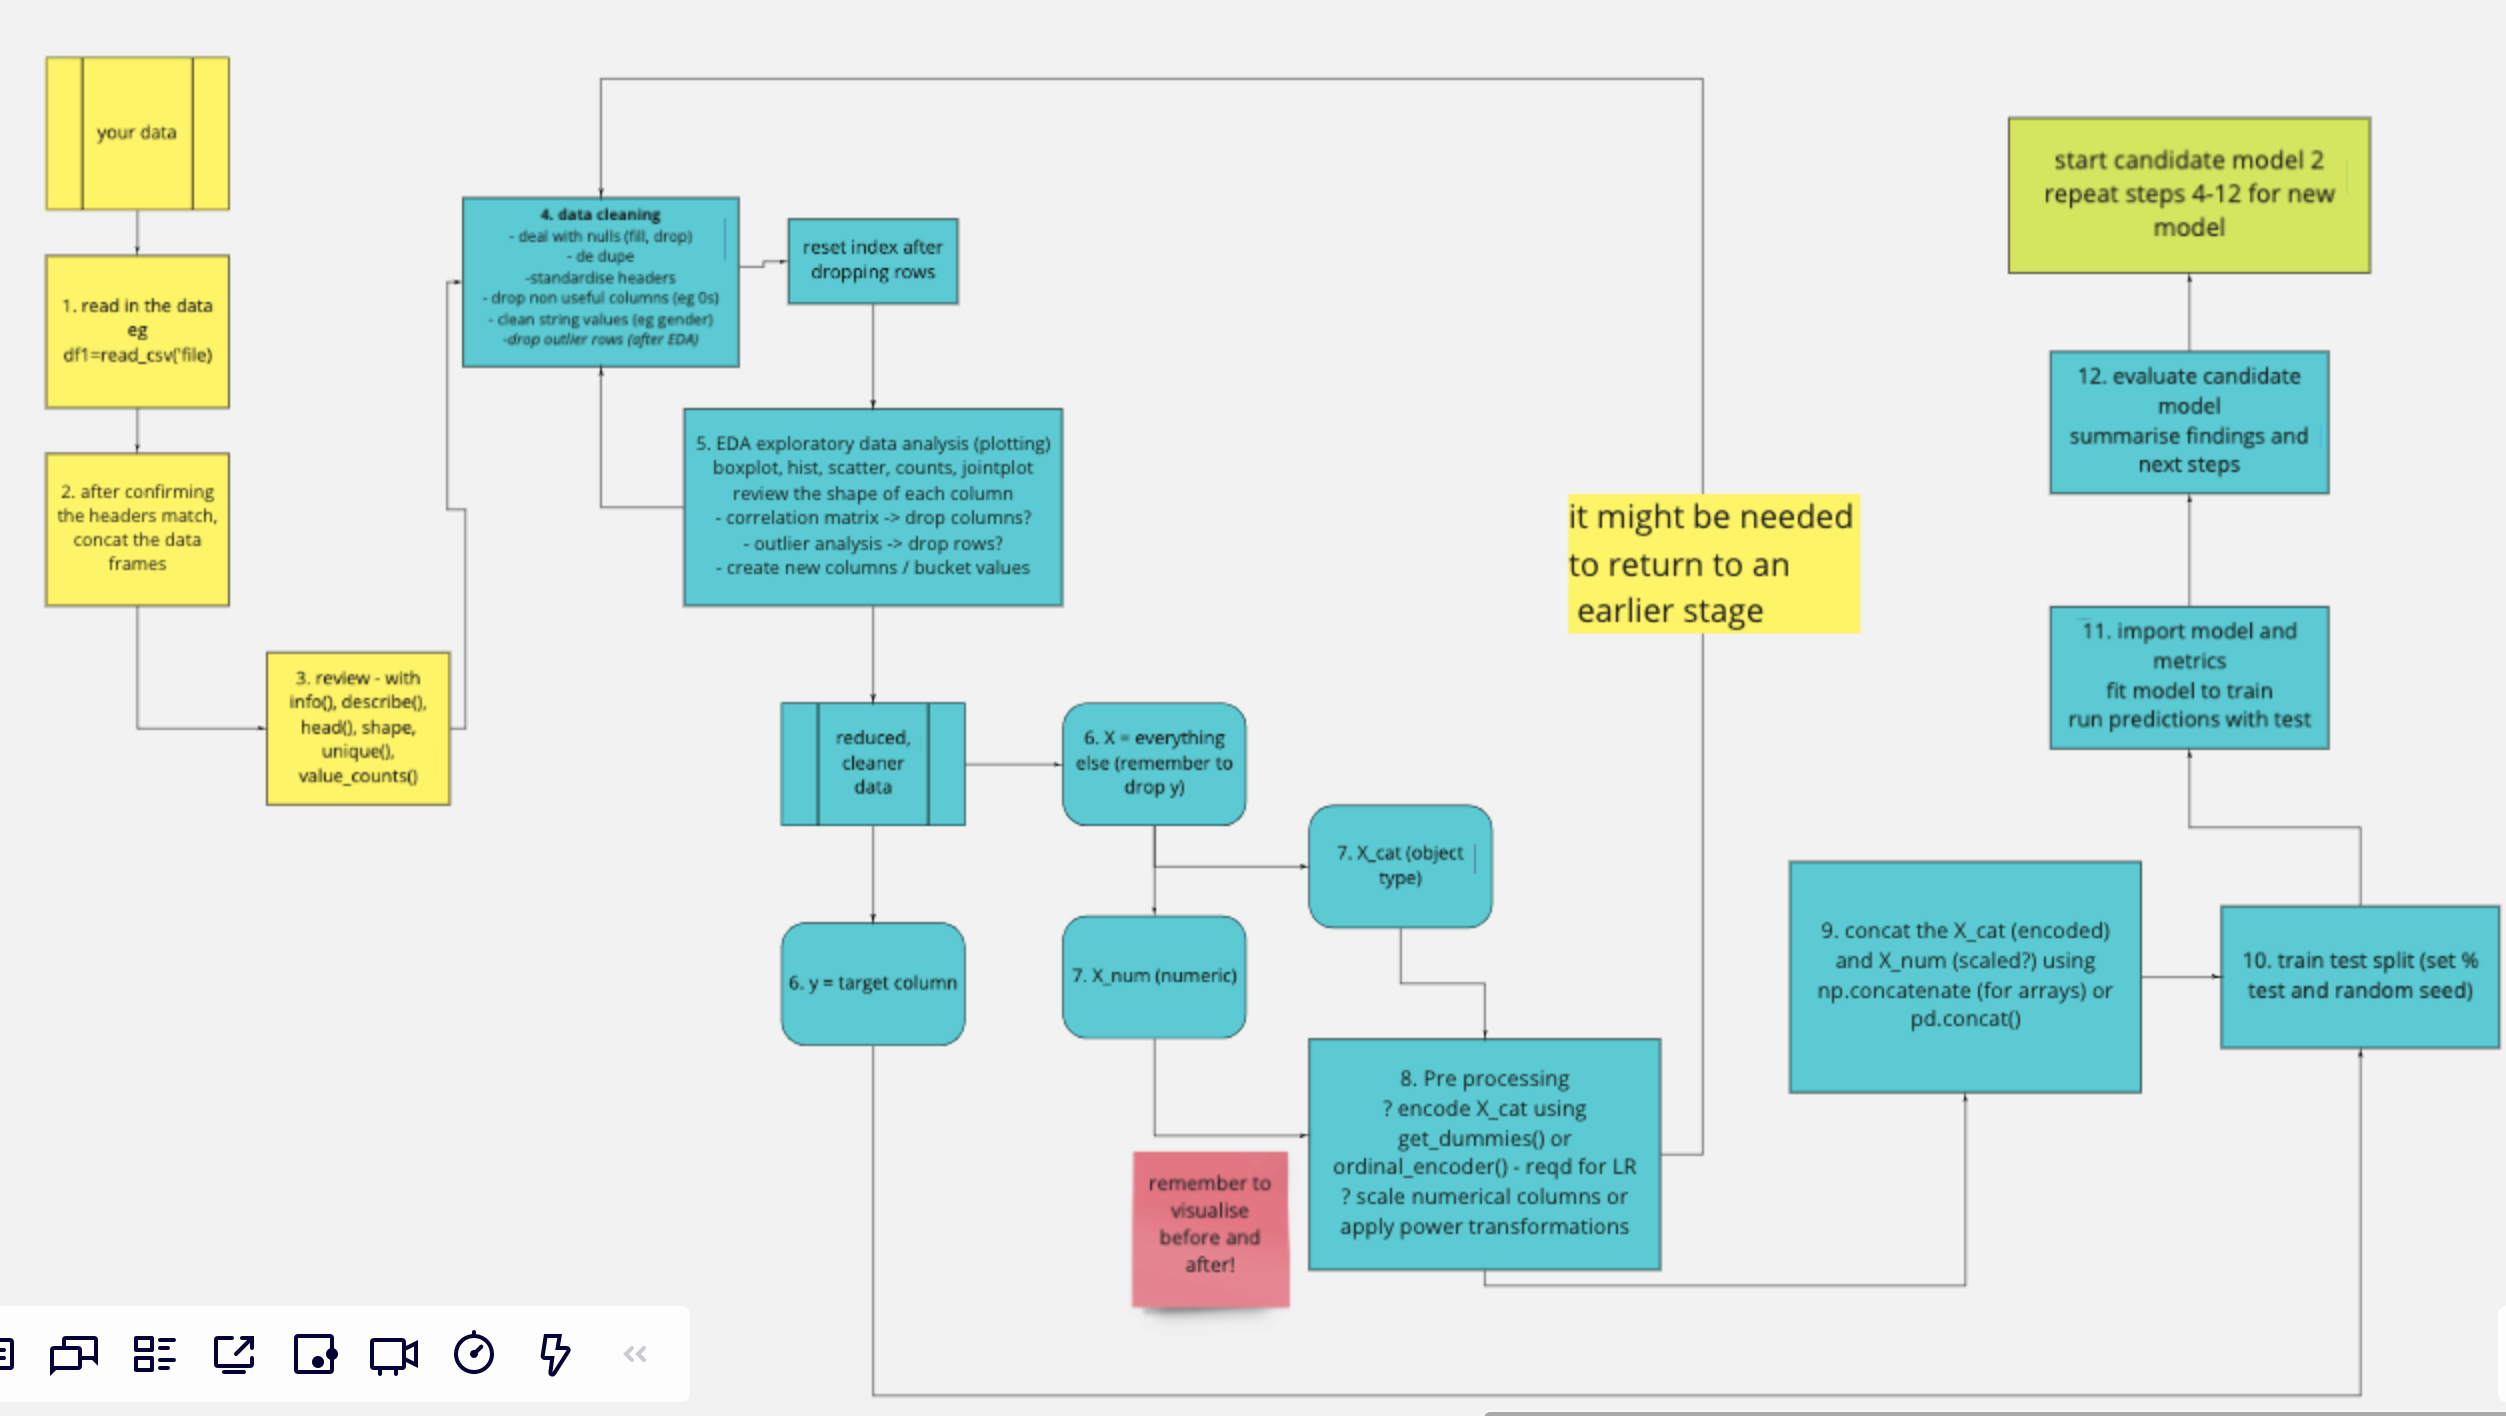 your data
1. read in the data
eg
df1=read_csv('file)
2. after confirming
the headers match,
concat the data
frames
3. review - with
info(), describe(),
head(), shape,
unique(),
value_counts()
4. data cleaning
- deal with nulls (fill, drop)
- de dupe
-standardise headers
- drop non useful columns (eg 0s)
- clean string values (eg gender)
-drop outlier rows (after EDA)
reset index after
dropping rows
5. EDA exploratory data analysis (plotting)
boxplot, hist, scatter, counts, jointplot
review the shape of each column
- correlation matrix -> drop columns?
- outlier analysis -> drop rows?
- create new columns / bucket values
reduced,
cleaner
data
6. X = everything
else (remember to
drop y)
6. y = target column
7. X_cat (object
type)
7. X_num (numeric)
8. Pre processing
? encode X_cat using
get_dummies() or
ordinal_encoder() - reqd for LR
? scale numerical columns or
apply power transformations
remember to
visualise
before and
after!
it might be needed
to return to an
earlier stage
9. concat the X_cat (encoded)
and X_num (scaled?) using
np.concatenate (for arrays) or
pd.concat()
10. train test split (set %
test and random seed)
11. import model and
metrics
fit model to train
run predictions with test
12. evaluate candidate
model
summarise findings and
next steps
start candidate model 2
repeat steps 4-12 for new
model